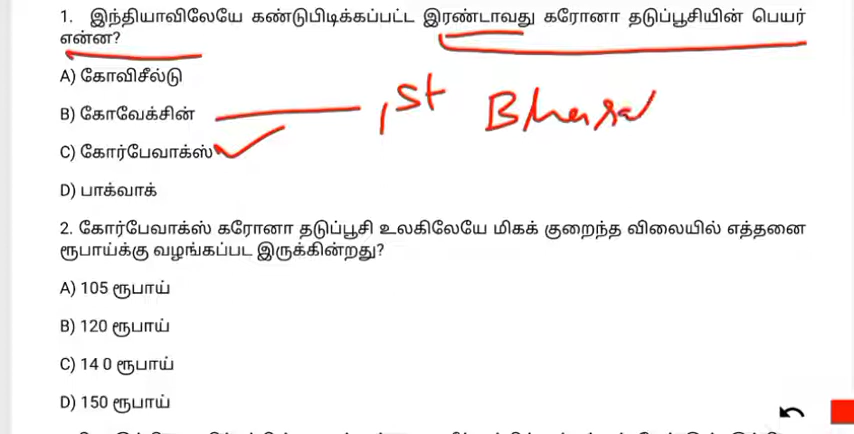 1. இந்தியாவிலேயே கண்டுபிடிக்கப்பட்ட இரண்டாவது கரோனா தடுப்பூசியின் பெயர்
என்ன?
A) கோவிசீல்டு
B) கோவேக்சின் 1st
C) கோர்பேவாக்ஸ்
D) பாக்வாக்
2. கோர்பேவாக்ஸ் கரோனா தடுப்பூசி உலகிலேயே மிகக் குறைந்த விலையில் எத்தனை
ரூபாய்க்கு வழங்கப்பட இருக்கின்றது?
A) 105 ரூபாய்
B) 120 ரூபாய்
C) 14 0 ரூபாய்
D) 150 ரூபாய்